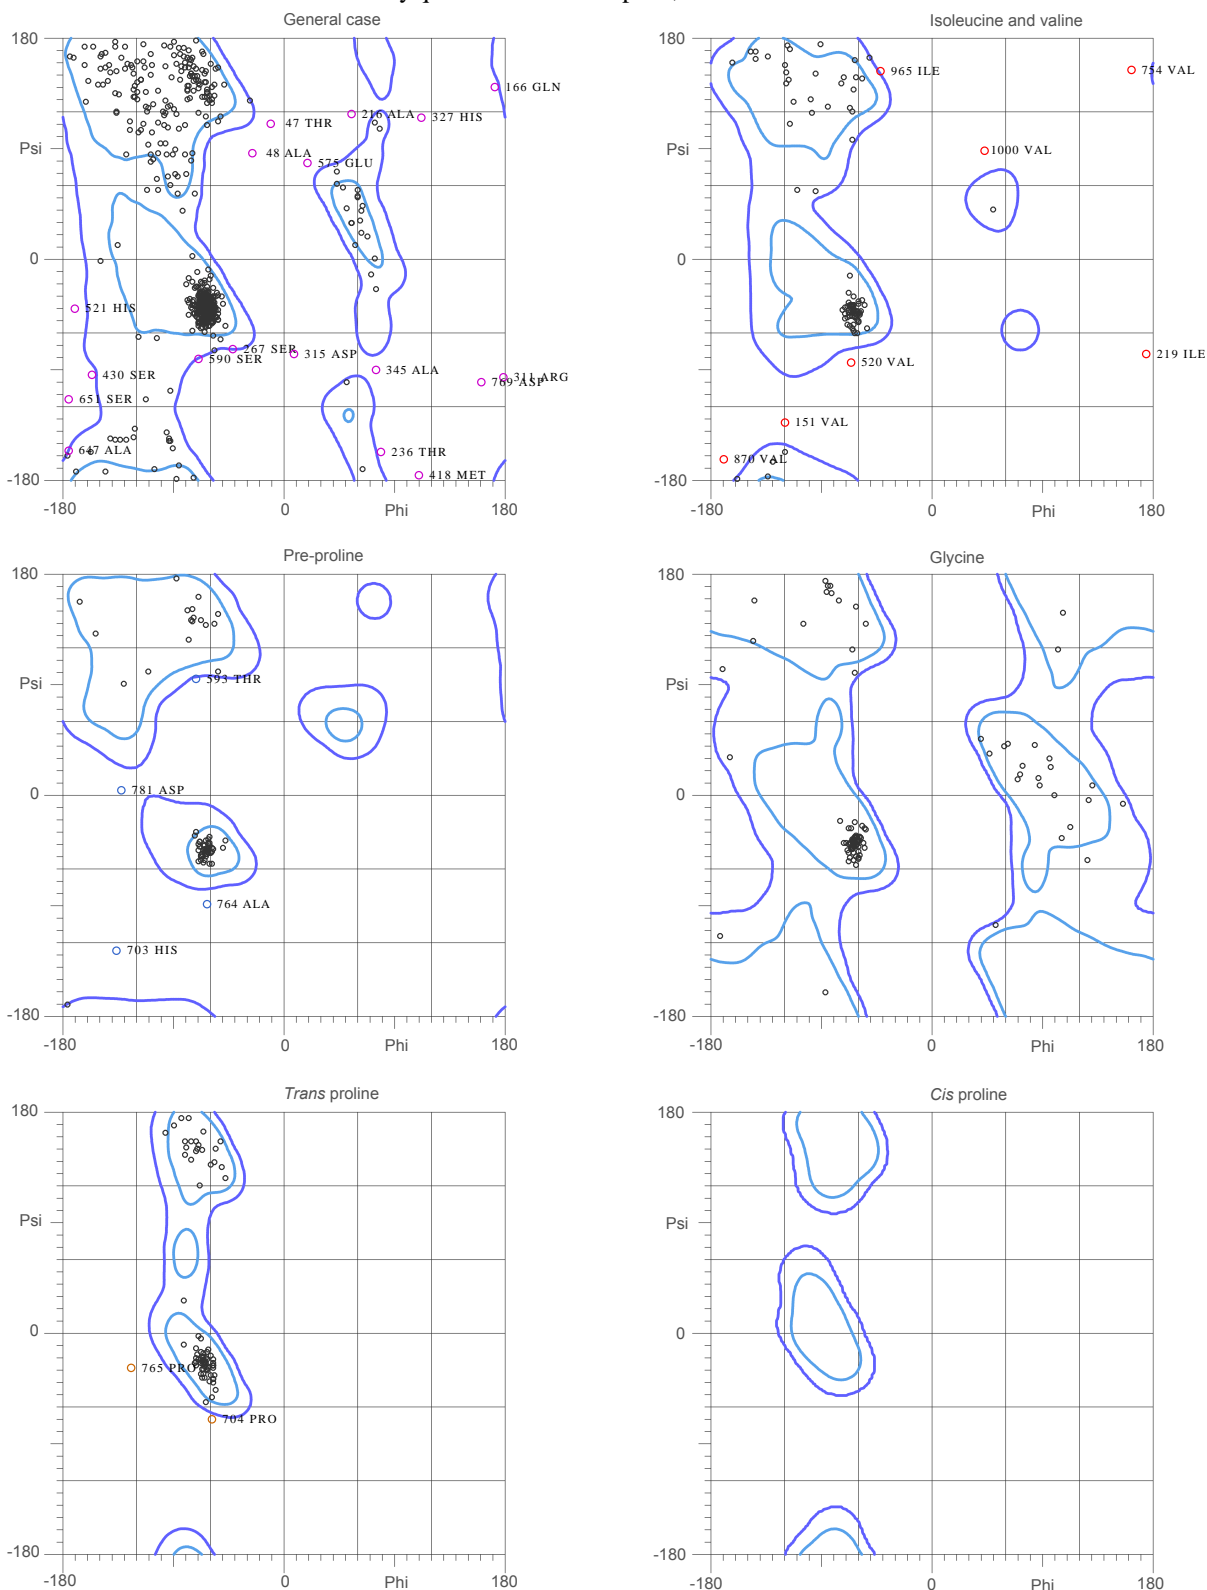 General case
Isoleucine and valine
180
Psi
0
-180
-180
0
Phi
180
166 GLN
216 ALA
327 HIS
47 THR
48 ALA
575 GLU
521 HIS
267 SER
590 SER
315 ASP
430 SER
345 ALA
311 ARG
769 ASP
651 SER
647 ALA
236 THR
418 MET
180
Psi
0
-180
-180
0
Phi
180
965 ILE
754 VAL
1000 VAL
520 VAL
219 ILE
151 VAL
870 VAL
Pre-proline
Glycine
180
Psi
0
-180
-180
0
Phi
180
593 THR
781 ASP
764 ALA
703 HIS
180
Psi
0
-180
-180
0
Phi
180
Trans proline
Cis proline
180
Psi
0
-180
-180
0
Phi
180
765 PRO
704 PRO
180
Psi
0
-180
-180
0
Phi
180